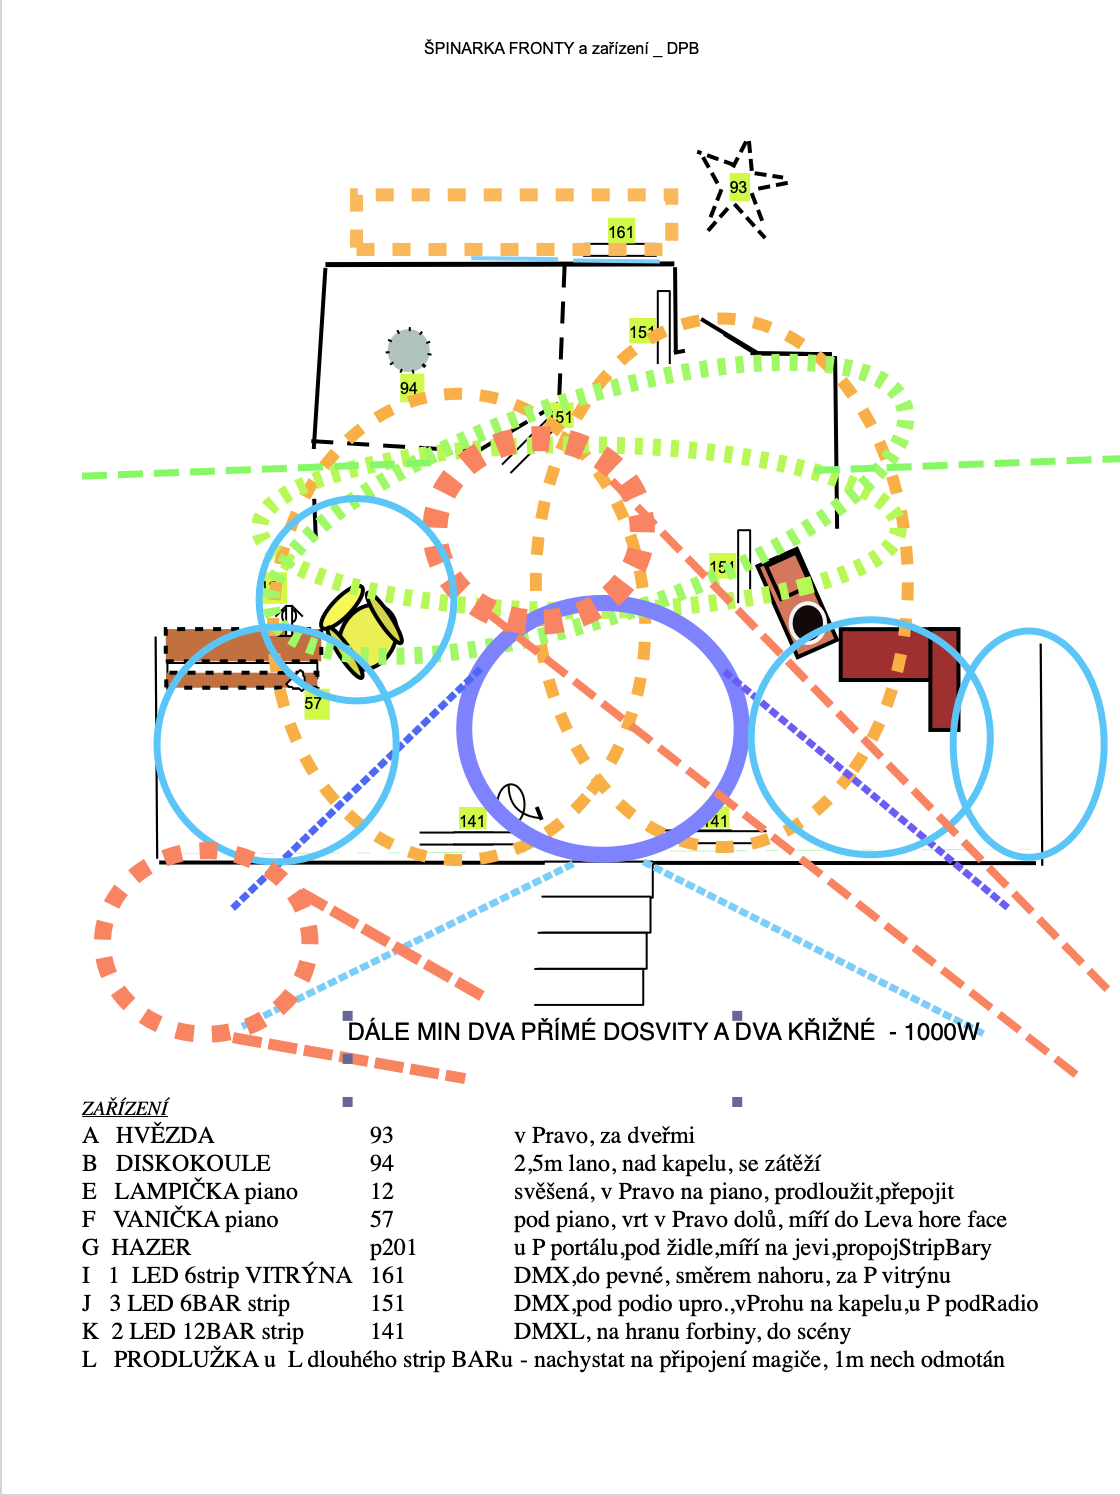 ŠPINARKA FRONTY a zařízení _ DPB
93
161
151
94
151
151
57
141
141
DÁLE MIN DVA PŘÍMÉ DOSVITY A DVA KŘIŽNÉ - 1000W
ZAŘÍZENÍ
A HVĚZDA 93 v Pravo, za dveřmi
B DISKOKOULE 94 2,5m lano, nad kapelu, se zátěží
E LAMPIČKA piano 12 svěšená, v Pravo na piano, prodloužit,přepojit
F VANIČKA piano 57 pod piano, vrt v Pravo dolů, míří do Leva hore face
G HAZER p201 u P portálu,pod židle,míří na jevi,propojStripBary
I 1 LED 6strip VITRÝNA 161 DMX,do pevné, směrem nahoru, za P vitrýnu
J 3 LED 6BAR strip 151 DMX,pod podio upro.,vProhu na kapelu,u P podRadio
K 2 LED 12BAR strip 141 DMXL, na hranu forbiny, do scény
L PRODLUŽKA u L dlouhého strip BARu - nachystat na připojení magiče, 1m nech odmotán